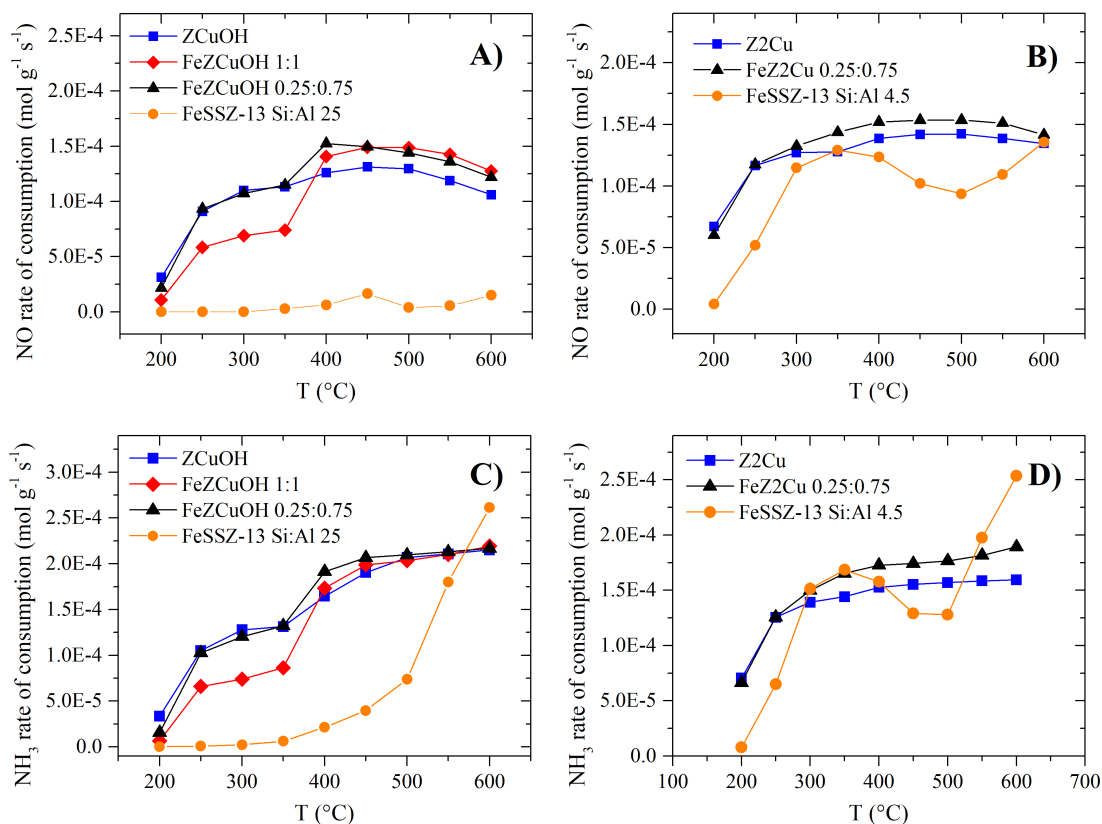 A)
ZCuOH
FeZCuOH 1:1
FeZCuOH 0.25:0.75
FeSSZ-13 Si:Al 25
2.5E-4
2.0E-4
1.5E-4
1.0E-4
5.0E-5
0.0
NO rate of consumption (mol g⁻¹ s⁻¹)
200 300 400 500 600
T (°C)
B)
Z2Cu
FeZ2Cu 0.25:0.75
FeSSZ-13 Si:Al 4.5
2.0E-4
1.5E-4
1.0E-4
5.0E-5
0.0
NO rate of consumption (mol g⁻¹ s⁻¹)
200 300 400 500 600
T (°C)
C)
ZCuOH
FeZCuOH 1:1
FeZCuOH 0.25:0.75
FeSSZ-13 Si:Al 25
3.0E-4
2.5E-4
2.0E-4
1.5E-4
1.0E-4
5.0E-5
0.0
NH₃ rate of consumption (mol g⁻¹ s⁻¹)
200 300 400 500 600
T (°C)
D)
Z2Cu
FeZ2Cu 0.25:0.75
FeSSZ-13 Si:Al 4.5
2.5E-4
2.0E-4
1.5E-4
1.0E-4
5.0E-5
0.0
NH₃ rate of consumption (mol g⁻¹ s⁻¹)
100 200 300 400 500 600 700
T (°C)